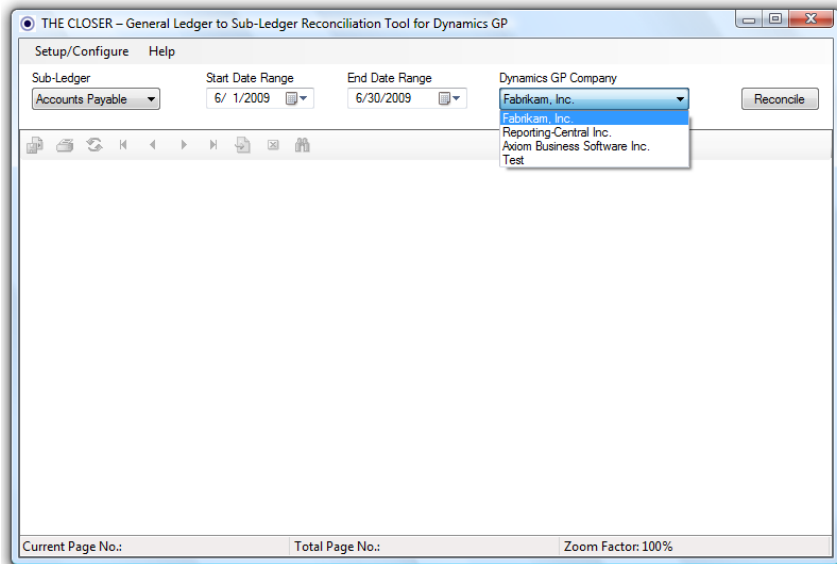 THE CLOSER – General Ledger to Sub-Ledger Reconciliation Tool for Dynamics GP
Setup/Configure Help
Sub-Ledger Start Date Range End Date Range Dynamics GP Company
Accounts Payable 6/ 1/2009 6/30/2009 Fabrikam, Inc. Reconcile
Fabrikam, Inc.
Reporting-Central Inc.
Axiom Business Software Inc.
Test
Current Page No.: Total Page No.: Zoom Factor: 100%